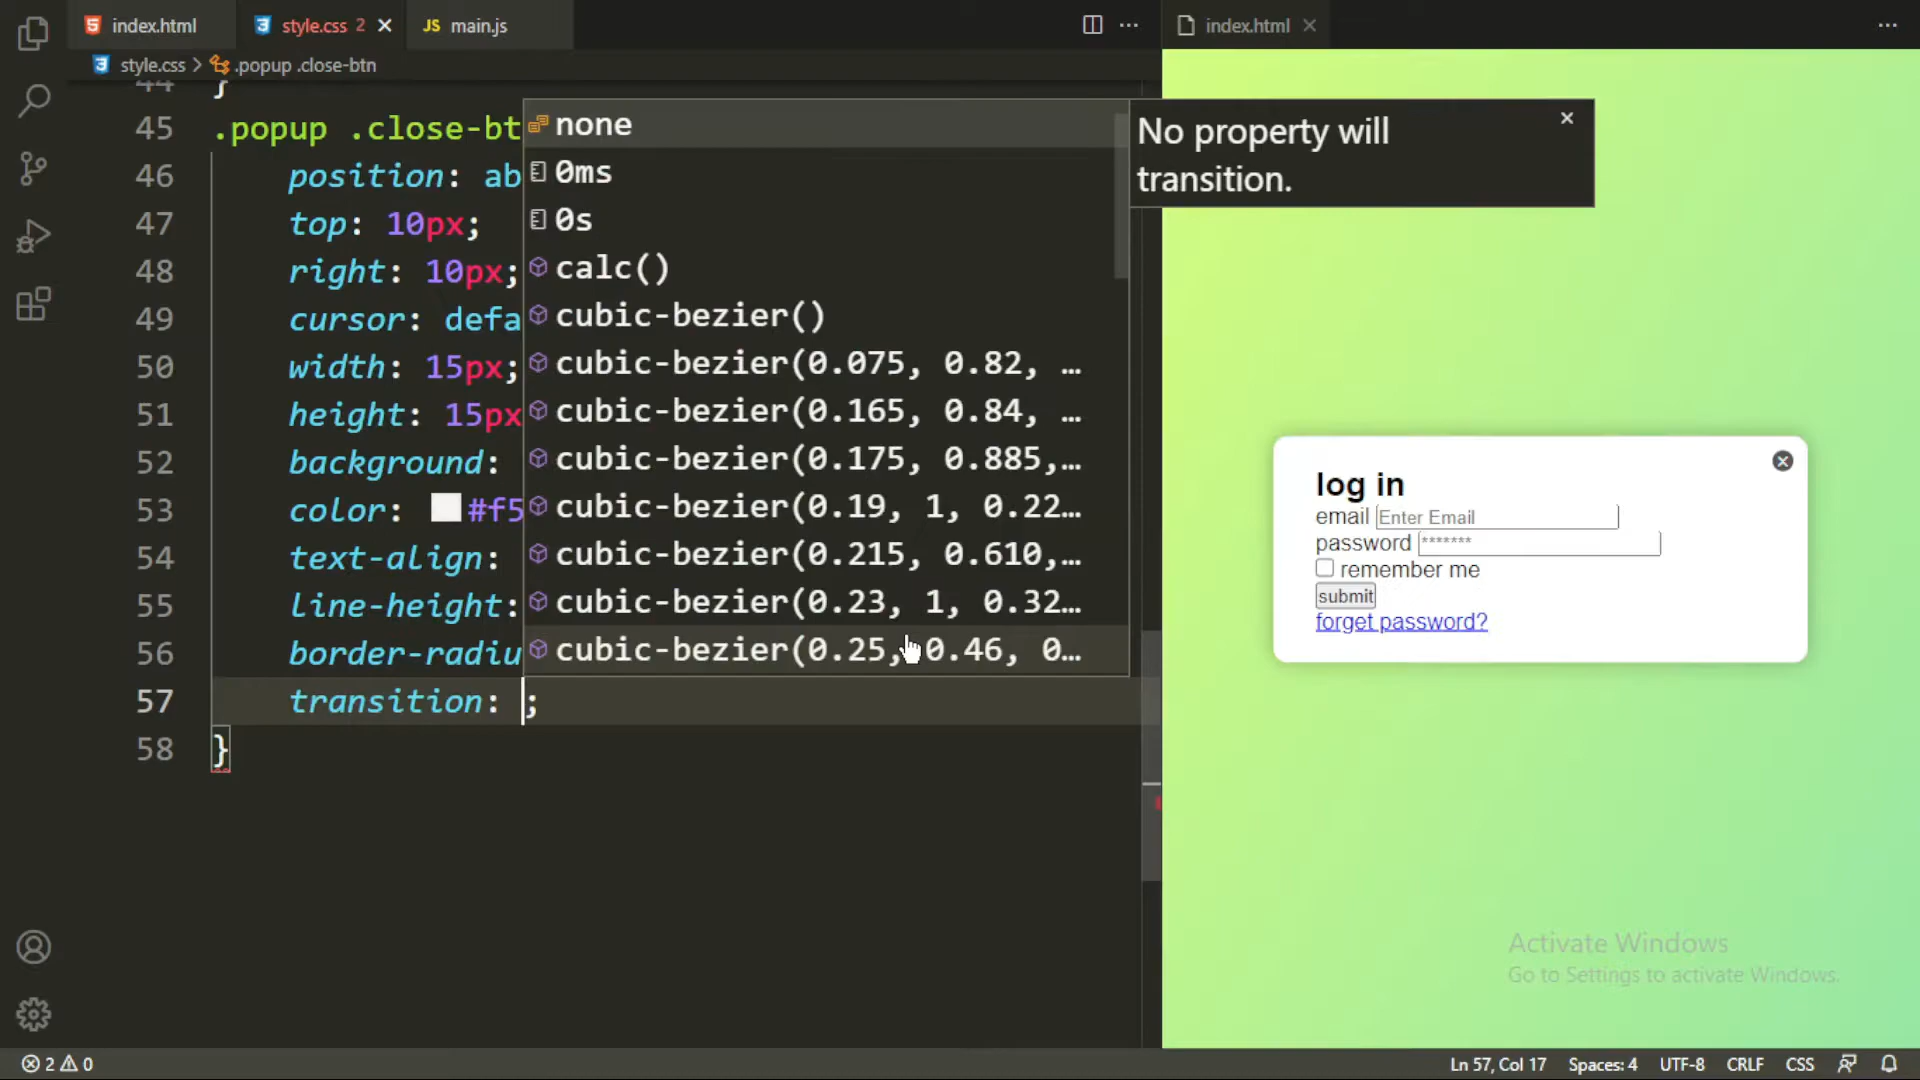 index.html
style.css 2
JS main.js
index.html
style.css > .popup .close-btn
44 }
45 .popup .close-bt
46 position: ab
47 top: 10px;
48 right: 10px;
49 cursor: defa
50 width: 15px;
51 height: 15px
52 background:
53 color: #f5
54 text-align:
55 line-height:
56 border-radiu
57 transition: ;
58 }
none
0ms
0s
calc()
cubic-bezier()
cubic-bezier(0.075, 0.82, …
cubic-bezier(0.165, 0.84, …
cubic-bezier(0.175, 0.885,…
cubic-bezier(0.19, 1, 0.22…
cubic-bezier(0.215, 0.610,…
cubic-bezier(0.23, 1, 0.32…
cubic-bezier(0.25, 0.46, 0…
No property will
transition.
log in
email Enter Email
password *******
remember me
submit
forget password?
Activate Windows
Go to Settings to activate Windows.
2 0
Ln 57, Col 17 Spaces: 4 UTF-8 CRLF CSS